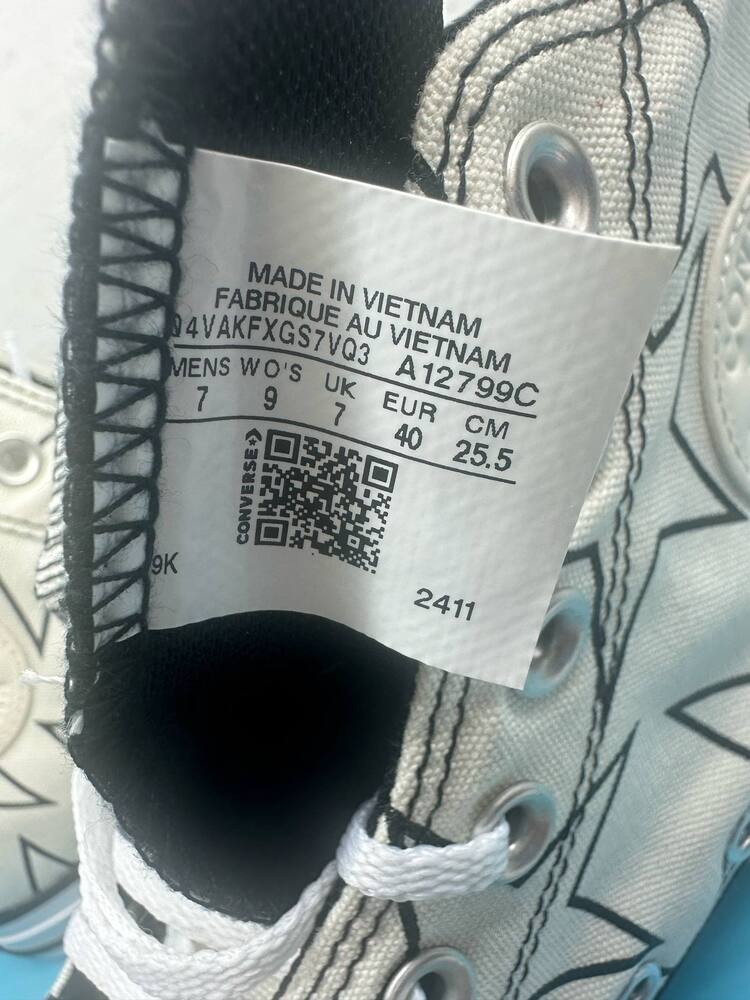 MADE IN VIETNAM
FABRIQUE AU VIETNAM
Q4VAKFXGS7VQ3 A12799C
MENS WO'S UK EUR CM
7 9 7 40 25.5
CONVERSE
9K
2411